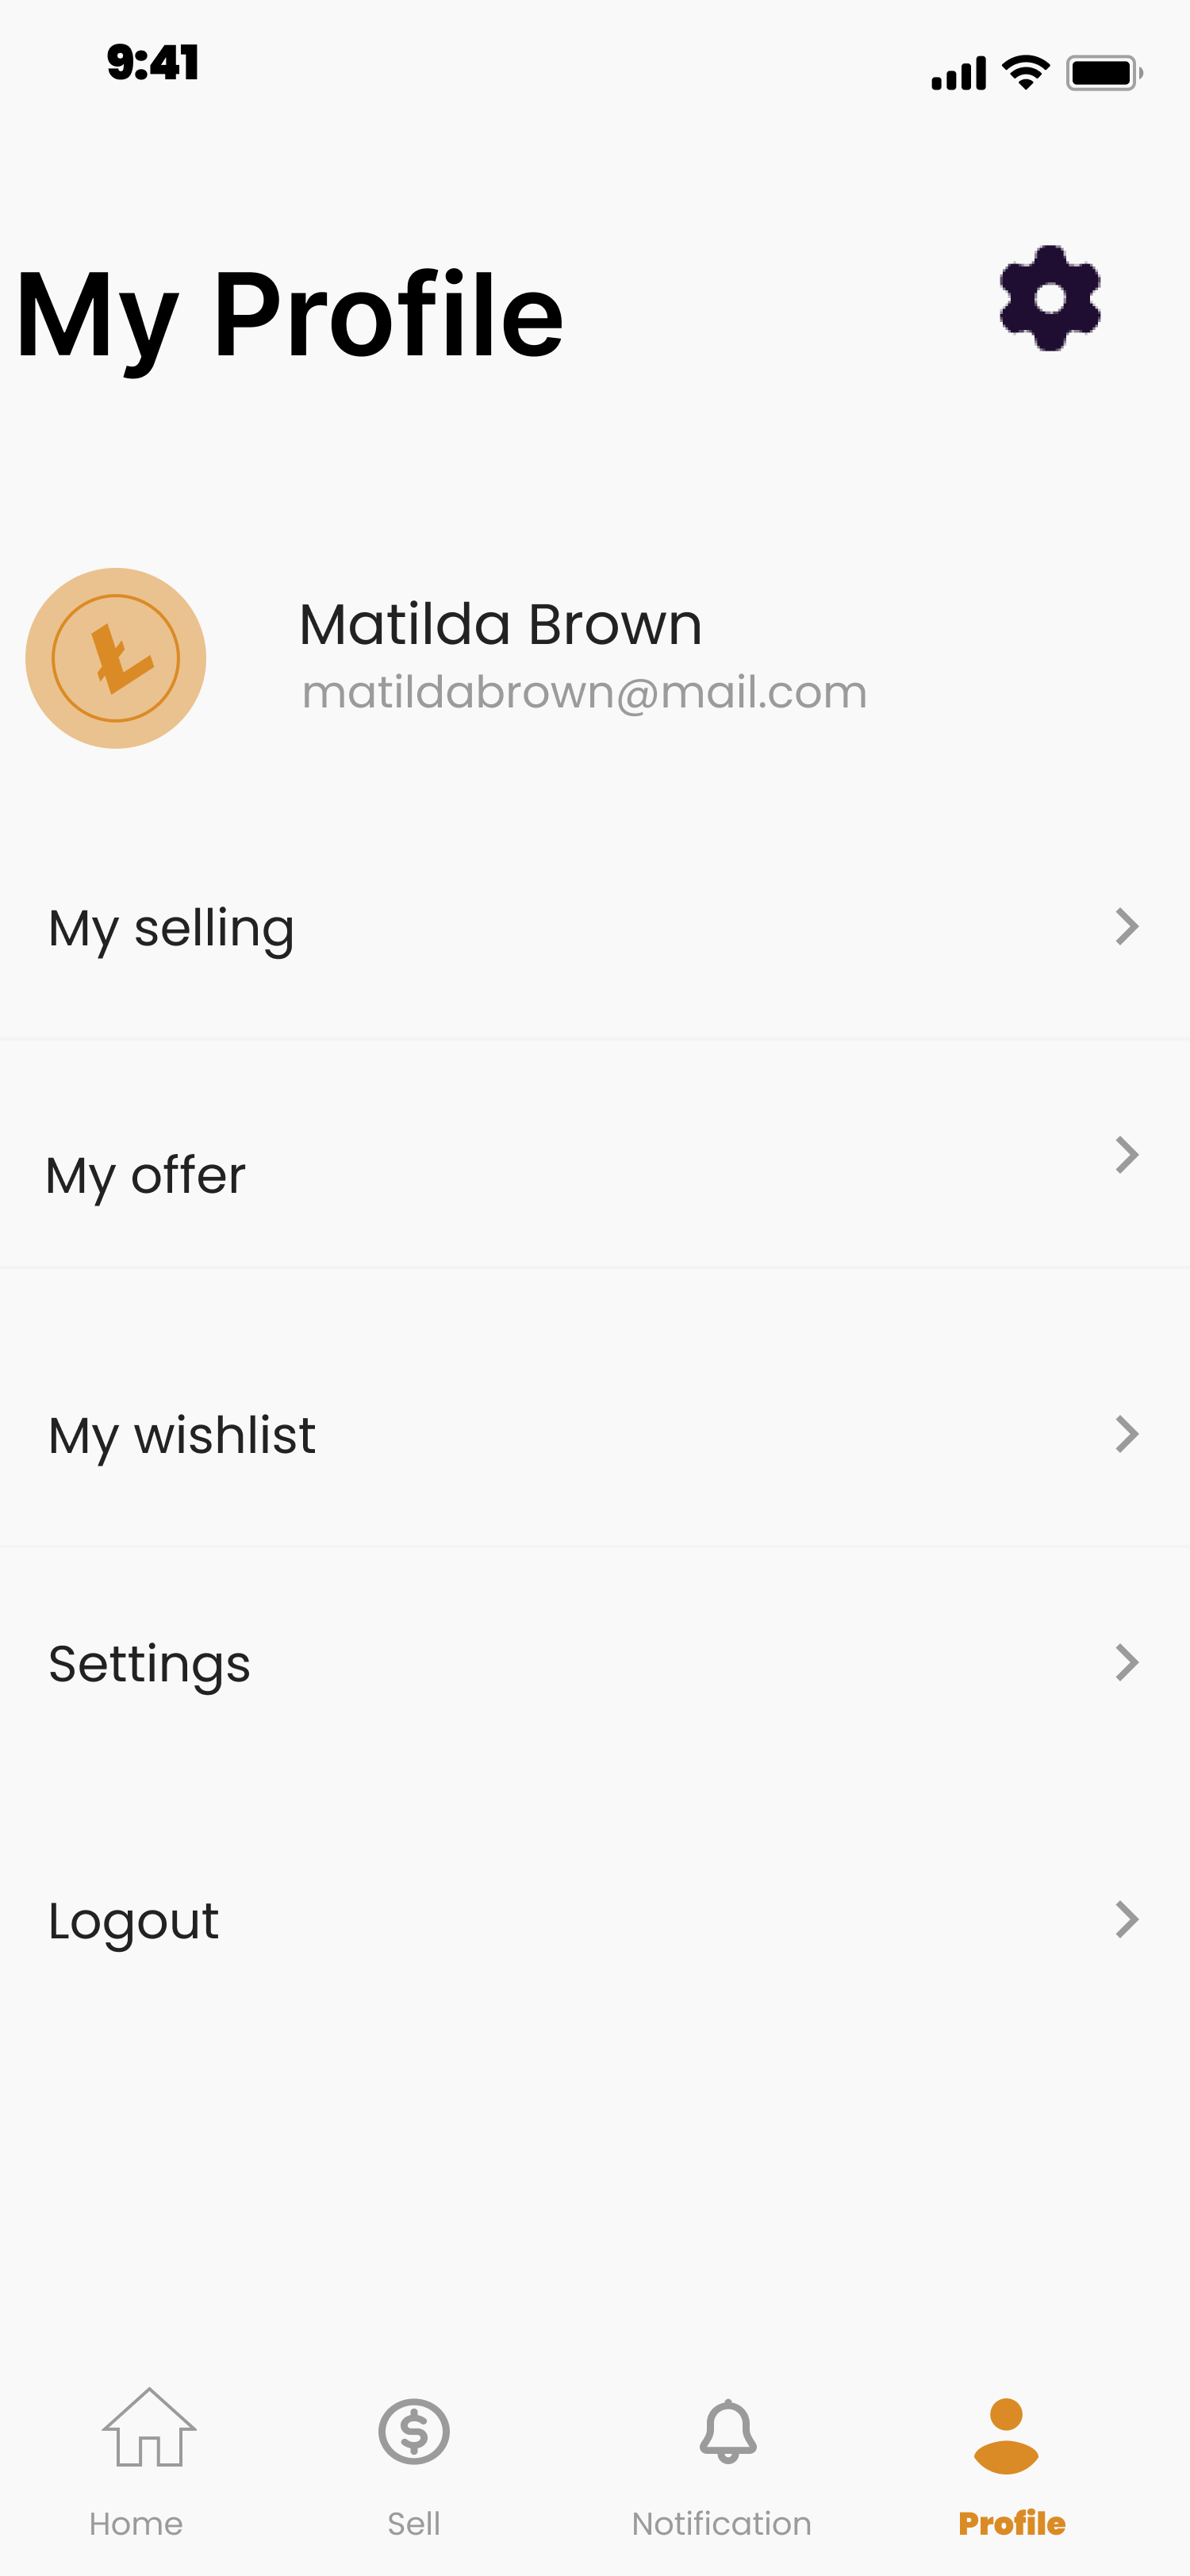 9:41
My Profile
Matilda Brown
matildabrown@mail.com
My selling
My offer
My wishlist
Settings
Logout
Home
Sell
Notification
Profile